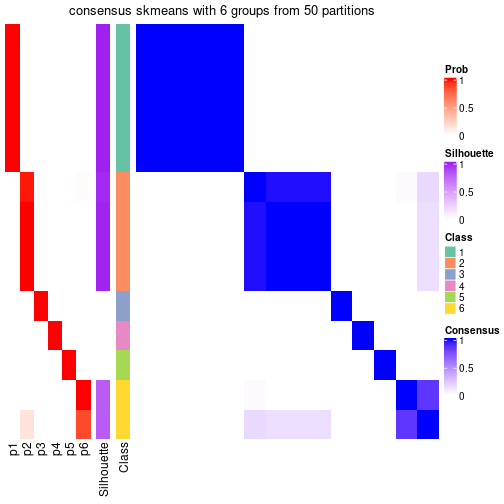 consensus skmeans with 6 groups from 50 partitions
Prob
1
0.5
0
Silhouette
1
0.5
0
Class
1
2
3
4
5
6
Consensus
1
0.5
0
p1
p2
p3
p4
p5
p6
Silhouette
Class